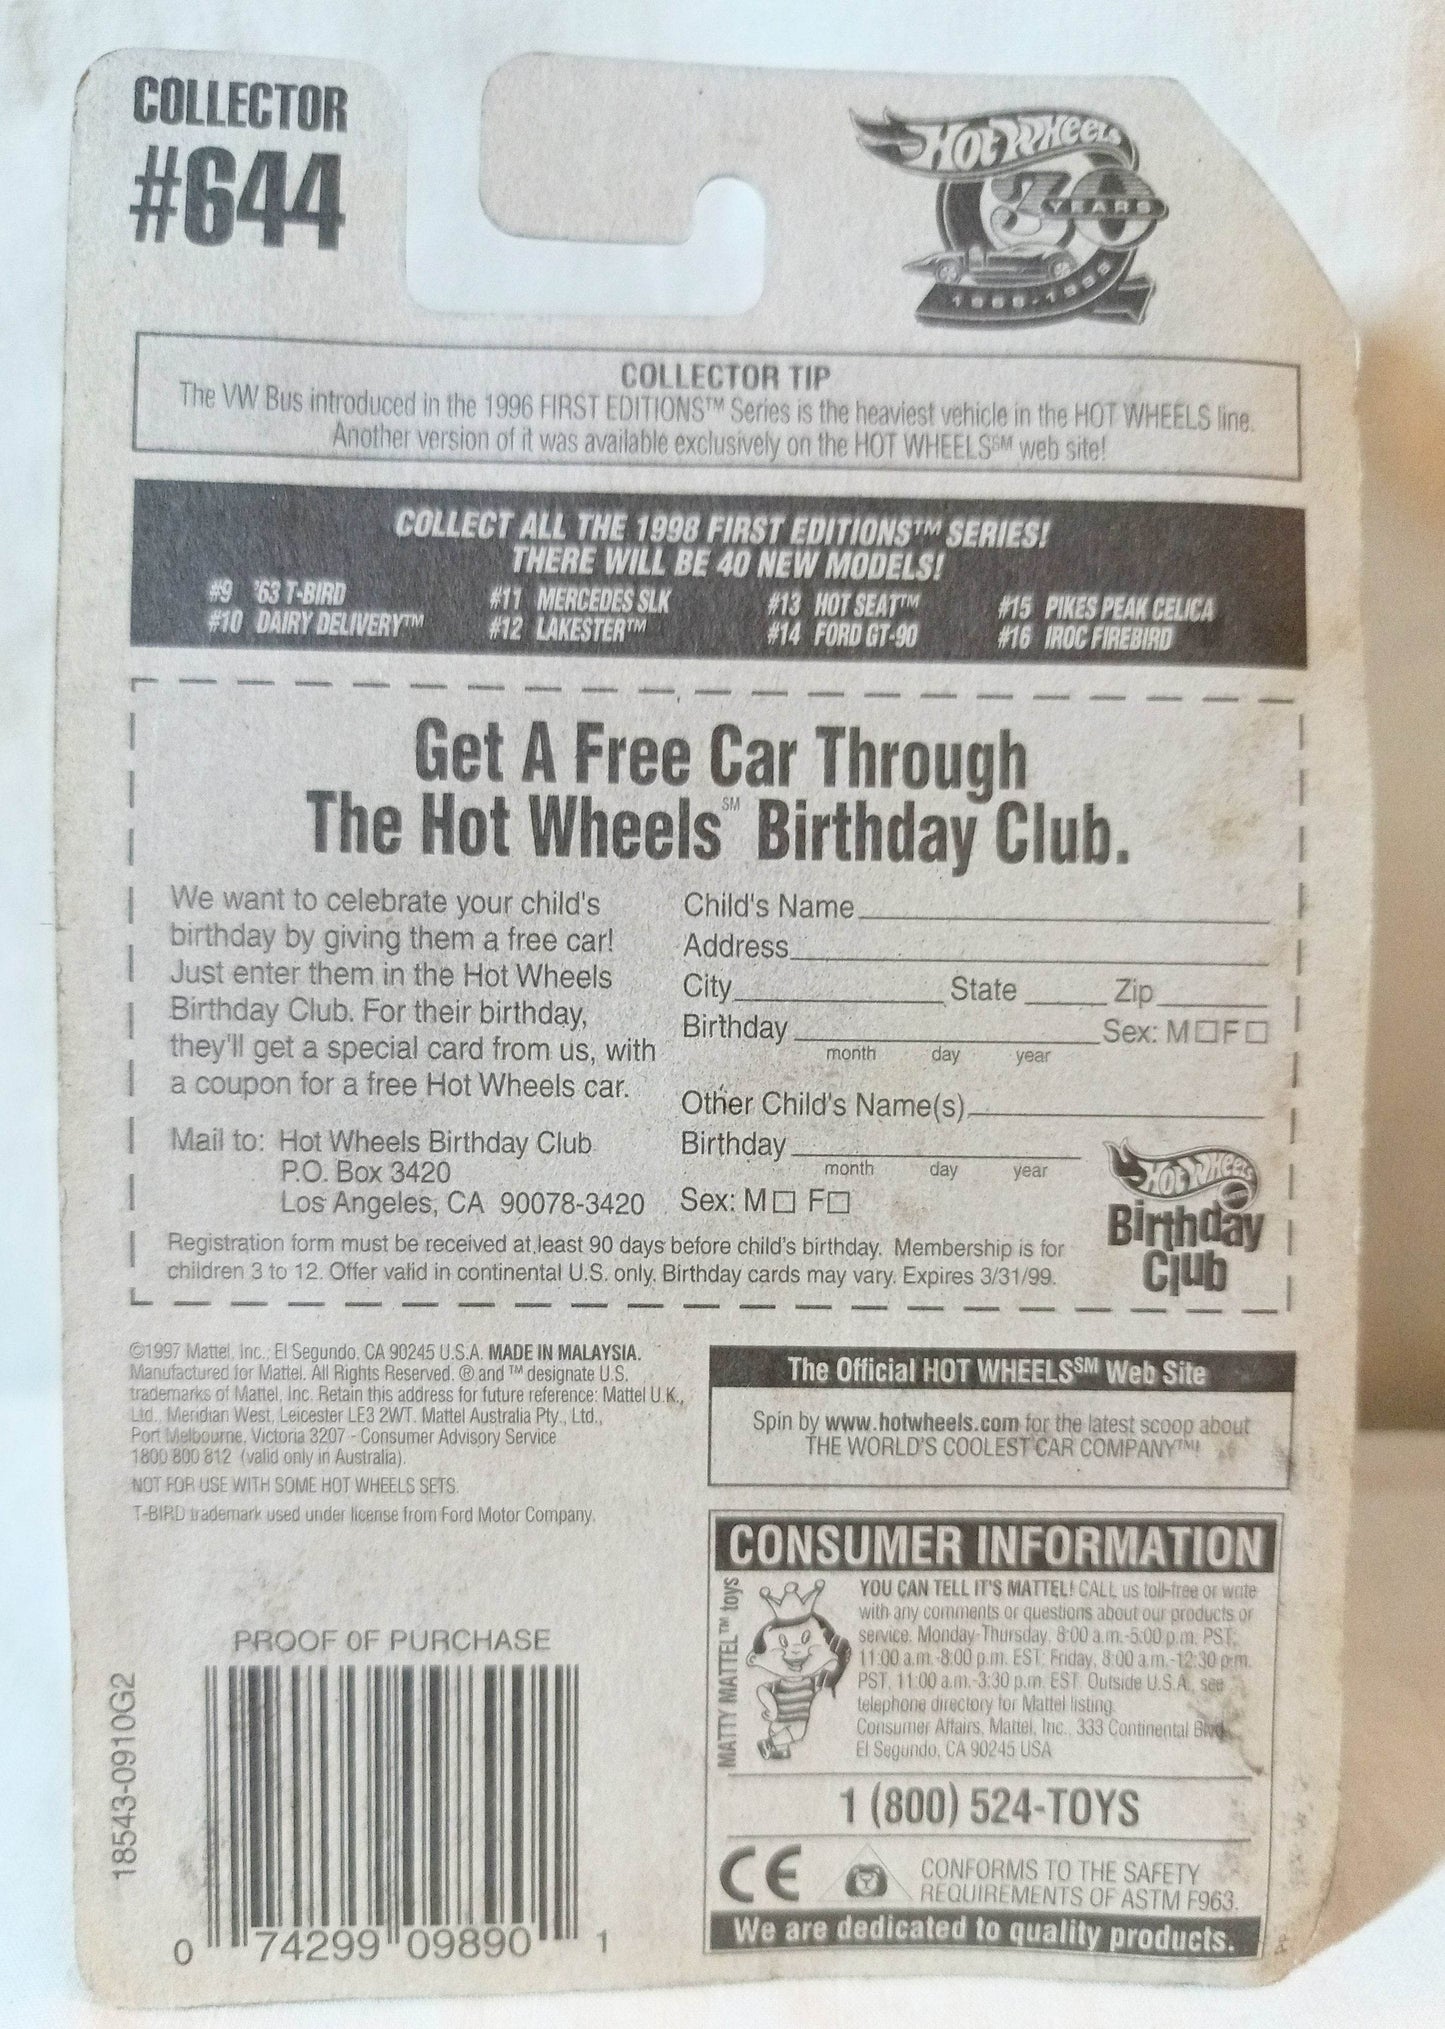 COLLECTOR
#644
HOT WHEELS
30
YEARS
1968-1998
COLLECTOR TIP
The VW Bus introduced in the 1996 FIRST EDITIONS™ Series is the heaviest vehicle in the HOT WHEELS line.
Another version of it was available exclusively on the HOT WHEELS℠ web site!
COLLECT ALL THE 1998 FIRST EDITIONS™ SERIES!
THERE WILL BE 40 NEW MODELS!
#9 '63 T-BIRD #11 MERCEDES SLK #13 HOT SEAT™ #15 PIKES PEAK CELICA
#10 DAIRY DELIVERY™ #12 LAKESTER™ #14 FORD GT-90 #16 IROC FIREBIRD
Get A Free Car Through
The Hot Wheels℠ Birthday Club.
We want to celebrate your child's
birthday by giving them a free car!
Just enter them in the Hot Wheels
Birthday Club. For their birthday,
they'll get a special card from us, with
a coupon for a free Hot Wheels car.
Mail to: Hot Wheels Birthday Club
P.O. Box 3420
Los Angeles, CA 90078-3420
Child's Name
Address
City State Zip
Birthday Sex: M□ F□
month day year
Other Child's Name(s)
Birthday
month day year
Sex: M□ F□
HOT WHEELS
Birthday
Club
Registration form must be received at least 90 days before child's birthday. Membership is for
children 3 to 12. Offer valid in continental U.S. only. Birthday cards may vary. Expires 3/31/99.
©1997 Mattel, Inc., El Segundo, CA 90245 U.S.A. MADE IN MALAYSIA.
Manufactured for Mattel. All Rights Reserved. ® and ™ designate U.S.
trademarks of Mattel, Inc. Retain this address for future reference: Mattel U.K.,
Ltd., Meridian West, Leicester LE3 2WT. Mattel Australia Pty., Ltd.,
Port Melbourne, Victoria 3207 - Consumer Advisory Service
1800 800 812 (valid only in Australia).
NOT FOR USE WITH SOME HOT WHEELS SETS.
T-BIRD trademark used under license from Ford Motor Company.
The Official HOT WHEELS℠ Web Site
Spin by www.hotwheels.com for the latest scoop about
THE WORLD'S COOLEST CAR COMPANY™!
CONSUMER INFORMATION
MATTY MATTEL™ toys
YOU CAN TELL IT'S MATTEL! CALL us toll-free or write
with any comments or questions about our products or
service. Monday-Thursday, 8:00 a.m.-5:00 p.m. PST,
11:00 a.m.-8:00 p.m. EST; Friday, 8:00 a.m.-12:30 p.m.
PST, 11:00 a.m.-3:30 p.m. EST. Outside U.S.A., see
telephone directory for Mattel listing.
Consumer Affairs, Mattel, Inc., 333 Continental Blvd.,
El Segundo, CA 90245 USA
1 (800) 524-TOYS
CE
CONFORMS TO THE SAFETY
REQUIREMENTS OF ASTM F963.
We are dedicated to quality products.
PROOF OF PURCHASE
18543-0910G2
0 74299 09890 1